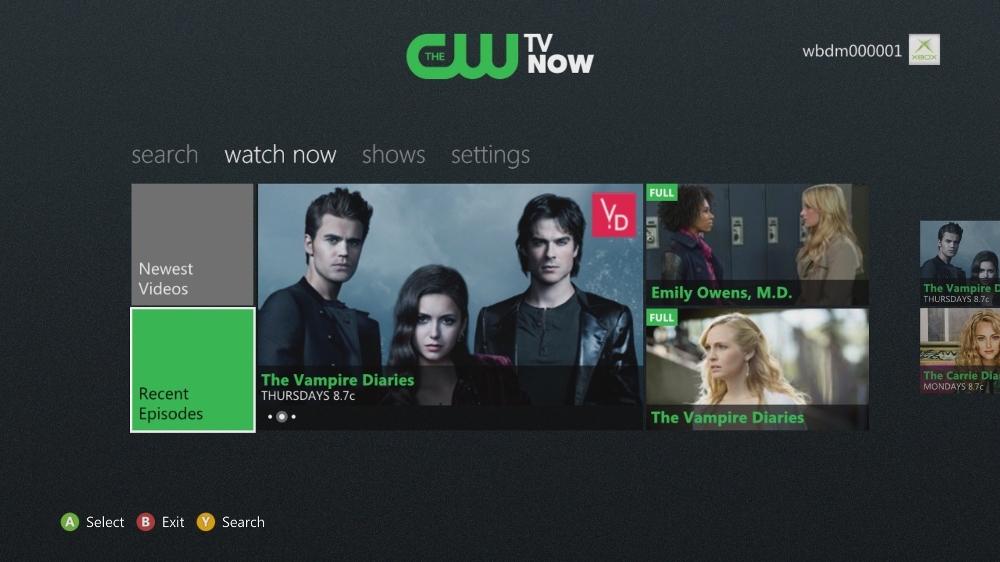 THE CW TV
NOW
wbdm000001
XBOX
search watch now shows settings
Newest
Videos
Recent
Episodes
VD
The Vampire Diaries
THURSDAYS 8.7c
FULL
Emily Owens, M.D.
FULL
The Vampire Diaries
The Vampire D
THURSDAYS 8.7c
The Carrie Dia
MONDAYS 8.7c
A Select B Exit Y Search